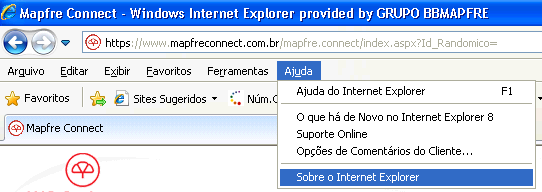 Mapfre Connect - Windows Internet Explorer provided by GRUPO BBMAPFRE
https://www.mapfreconnect.com.br/mapfre.connect/index.aspx?Id_Randomico=
Arquivo Editar Exibir Favoritos Ferramentas Ajuda
Favoritos Sites Sugeridos Núm.C
Mapfre Connect
Ajuda do Internet Explorer F1
O que há de Novo no Internet Explorer 8
Suporte Online
Opções de Comentários do Cliente...
Sobre o Internet Explorer